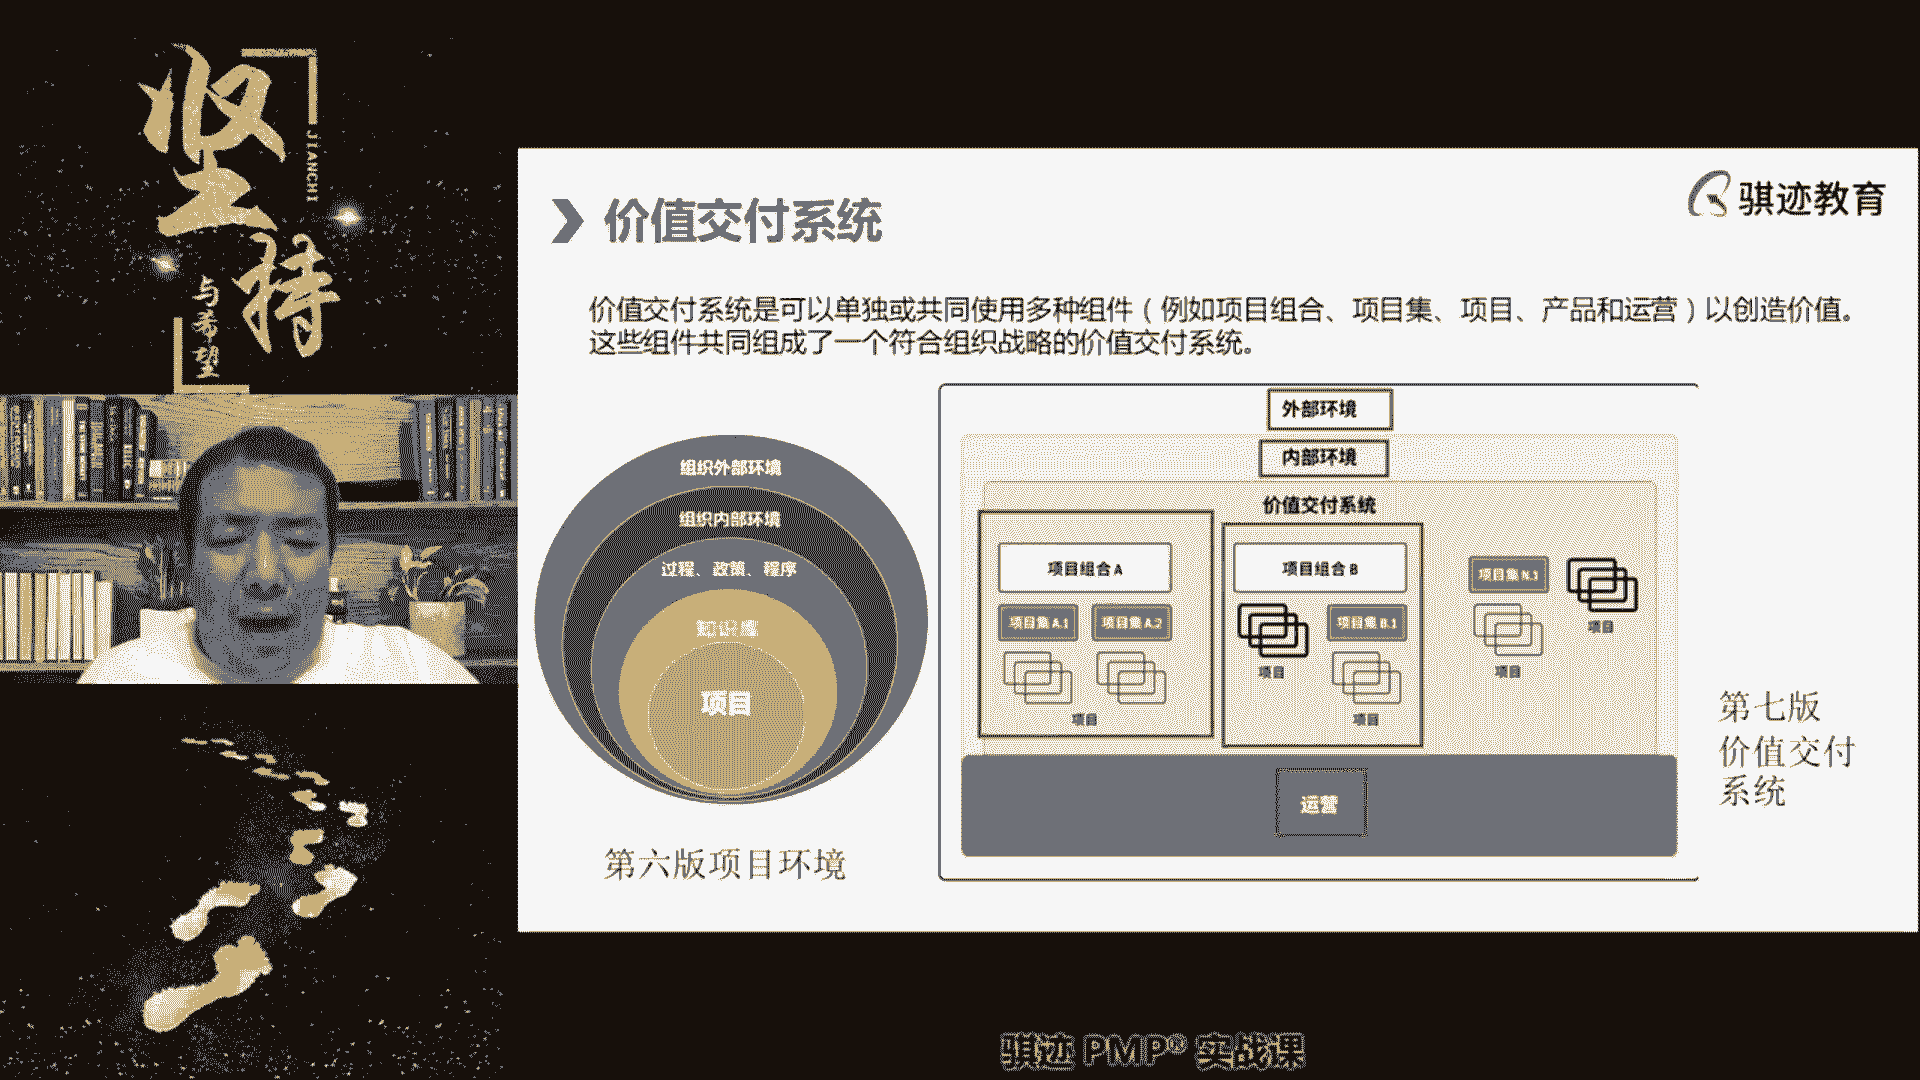 坚持
JIANCHI
与希望
骐迹教育
价值交付系统
价值交付系统是可以单独或共同使用多种组件（例如项目组合、项目集、项目、产品和运营）以创造价值。
这些组件共同组成了一个符合组织战略的价值交付系统。
组织外部环境
组织内部环境
过程、政策、程序
知识库
项目
第六版项目环境
外部环境
内部环境
价值交付系统
项目组合 A
项目集 A.1
项目集 A.2
项目
项目组合 B
项目
项目集 B.1
项目
项目集 N.1
项目
项目
运营
第七版
价值交付
系统
骐迹 PMP® 实战课